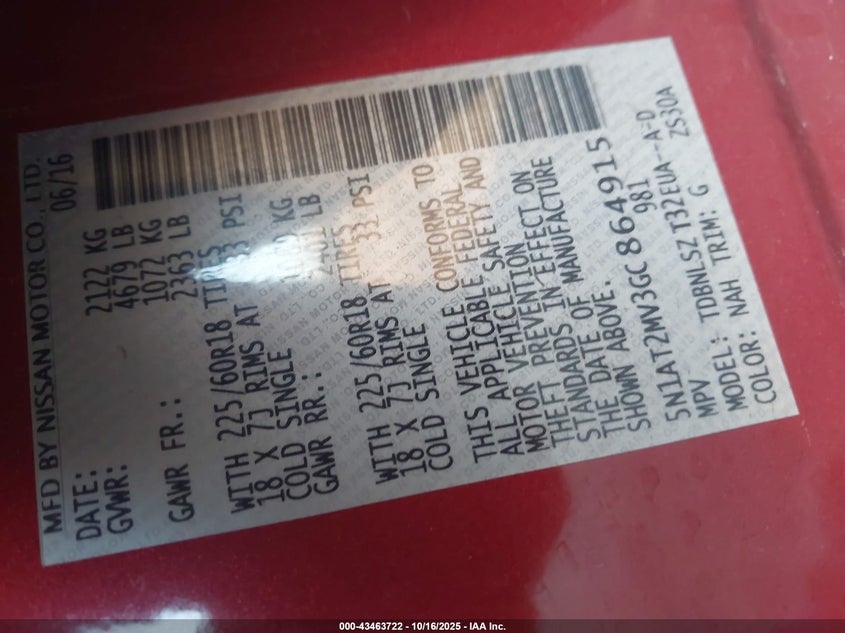 MFD BY NISSAN MOTOR CO., LTD.
DATE: 06/16
GVWR: 2122 KG
4679 LB
GAWR FR.: 1072 KG
2363 LB
WITH 225/60R18 TIRES
18 X 7J RIMS AT 33 PSI
COLD SINGLE
GAWR RR.: KG
LB
WITH 225/60R18 TIRES
18 X 7J RIMS AT PSI
COLD SINGLE
THIS VEHICLE CONFORMS TO
ALL APPLICABLE FEDERAL
MOTOR VEHICLE SAFETY AND
THEFT PREVENTION
STANDARDS IN EFFECT ON
THE DATE OF MANUFACTURE
SHOWN ABOVE.
5N1AT2MV3GC864915
MPV 981
MODEL: TDBNLSZ T32EUA--A-D
COLOR: NAH TRIM: G ZS30A
000-43463722 - 10/16/2025 - IAA Inc.